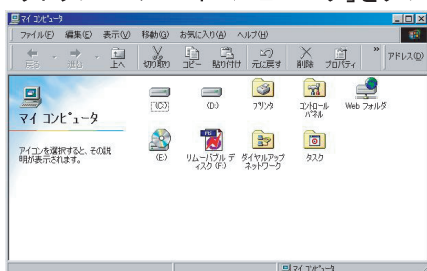 マイ コンピュータ
ファイル(F) 編集(E) 表示(V) 移動(G) お気に入り(A) ヘルプ(H)
戻る 進む 上へ 切り取り コピー 貼り付け 元に戻す 削除 プロパティ » アドレス(D)
マイ コンピュータ
アイコンを選択すると、その説
明が表示されます。
(C:) (D:) プリンタ コントロール
パネル Web フォルダ
(E:) リムーバブル デ
ィスク (F:) ダイヤルアップ
ネットワーク タスク
マイ コンピュータ